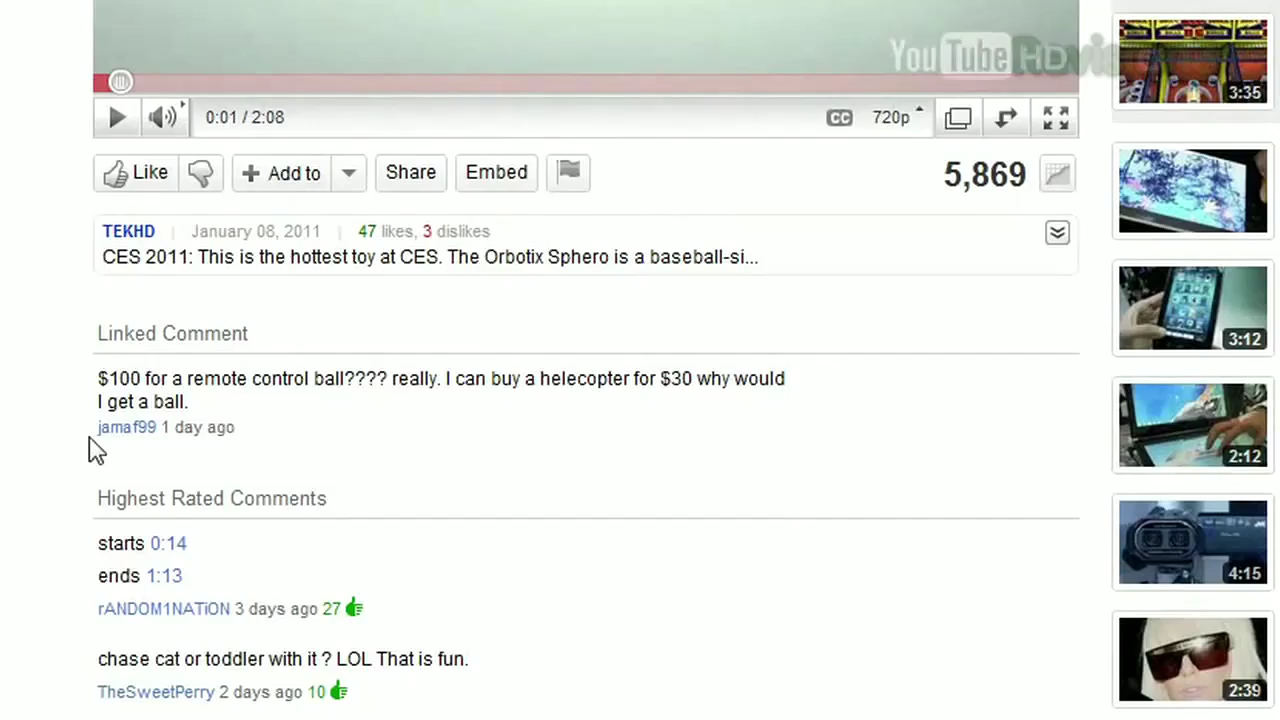 YouTube HD
3:35
0:01 / 2:08
CC
720p
Like
Add to
Share
Embed
5,869
TEKHD | January 08, 2011 | 47 likes, 3 dislikes
CES 2011: This is the hottest toy at CES. The Orbotix Sphero is a baseball-si...
Linked Comment
3:12
$100 for a remote control ball???? really. I can buy a helecopter for $30 why would
I get a ball.
jamaf99 1 day ago
2:12
Highest Rated Comments
starts 0:14
ends 1:13
4:15
rANDOM1NATiON 3 days ago 27
chase cat or toddler with it ? LOL That is fun.
TheSweetPerry 2 days ago 10
2:39